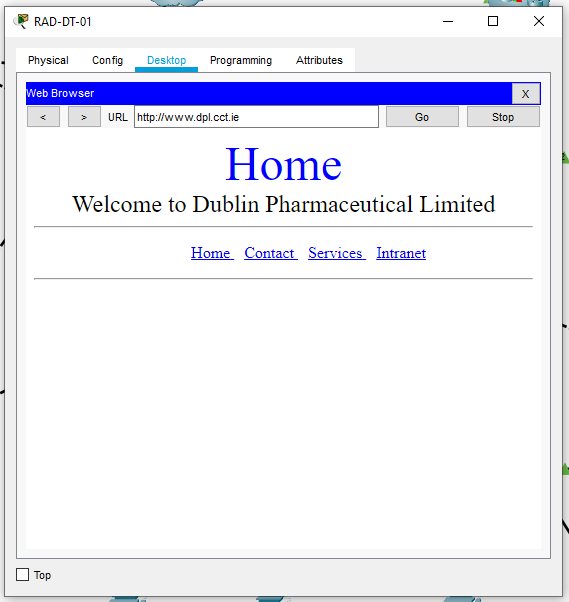 RAD-DT-01
Physical Config Desktop Programming Attributes
Web Browser X
< > URL http://www.dpl.cct.ie Go Stop
Home
Welcome to Dublin Pharmaceutical Limited
Home Contact Services Intranet
Top